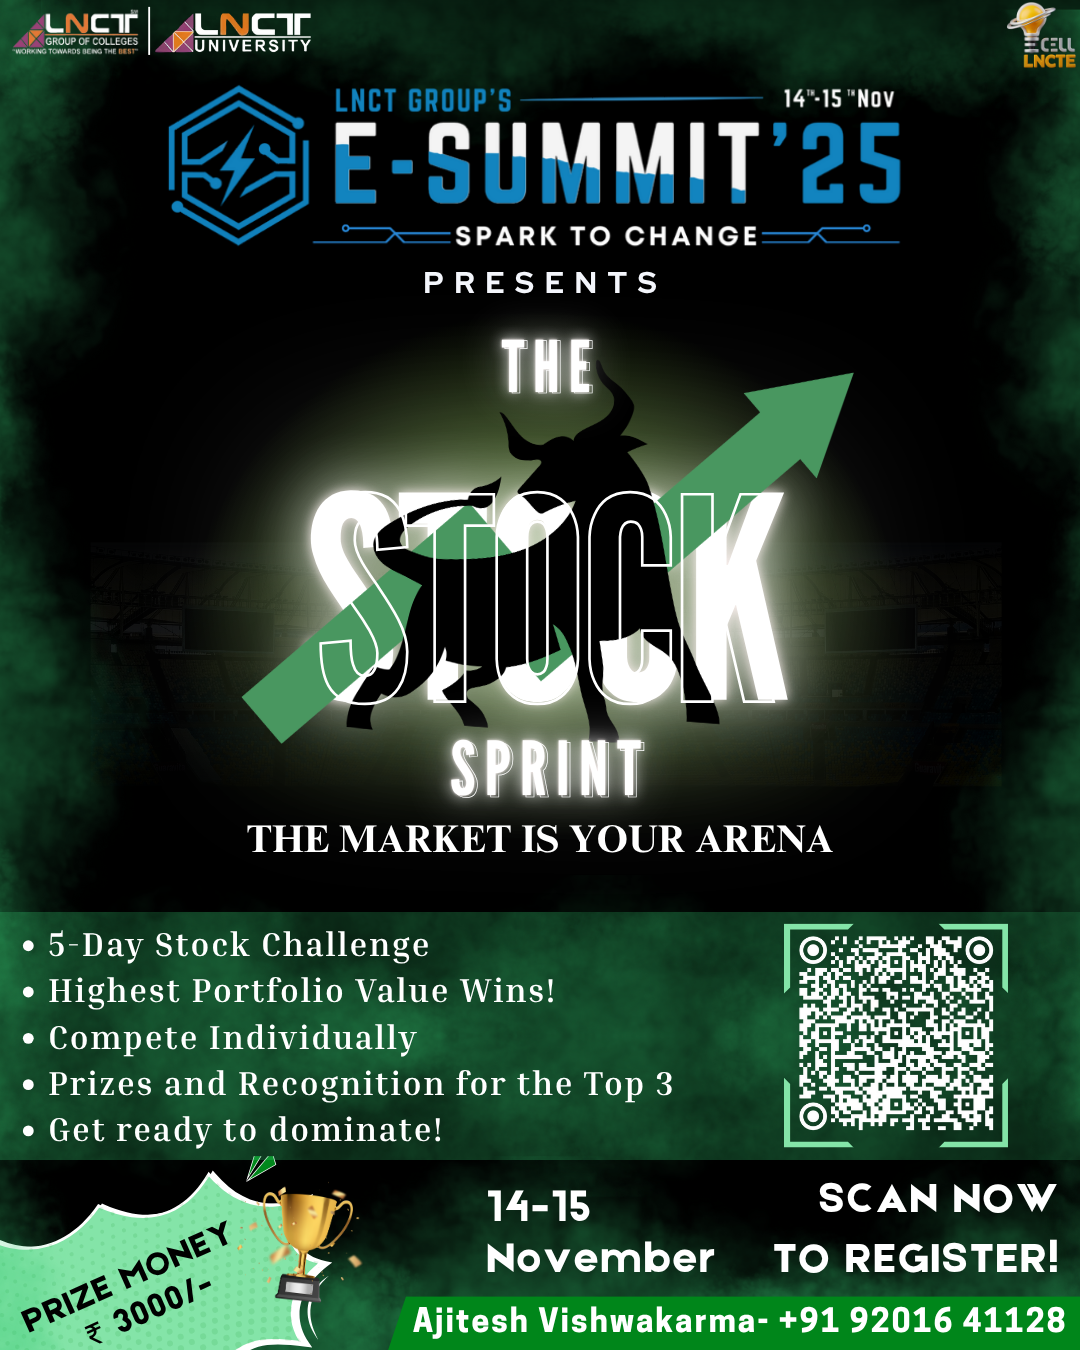 LNCT
GROUP OF COLLEGES
"WORKING TOWARDS BEING THE BEST"
LNCT
UNIVERSITY
E CELL
LNCTE
LNCT GROUP'S
14TH-15THNOV
E-SUMMIT'25
SPARK TO CHANGE
PRESENTS
THE
STOCK
SPRINT
THE MARKET IS YOUR ARENA
• 5-Day Stock Challenge
• Highest Portfolio Value Wins!
• Compete Individually
• Prizes and Recognition for the Top 3
• Get ready to dominate!
PRIZE MONEY
₹ 3000/-
14-15
November
SCAN NOW
TO REGISTER!
Ajitesh Vishwakarma- +91 92016 41128